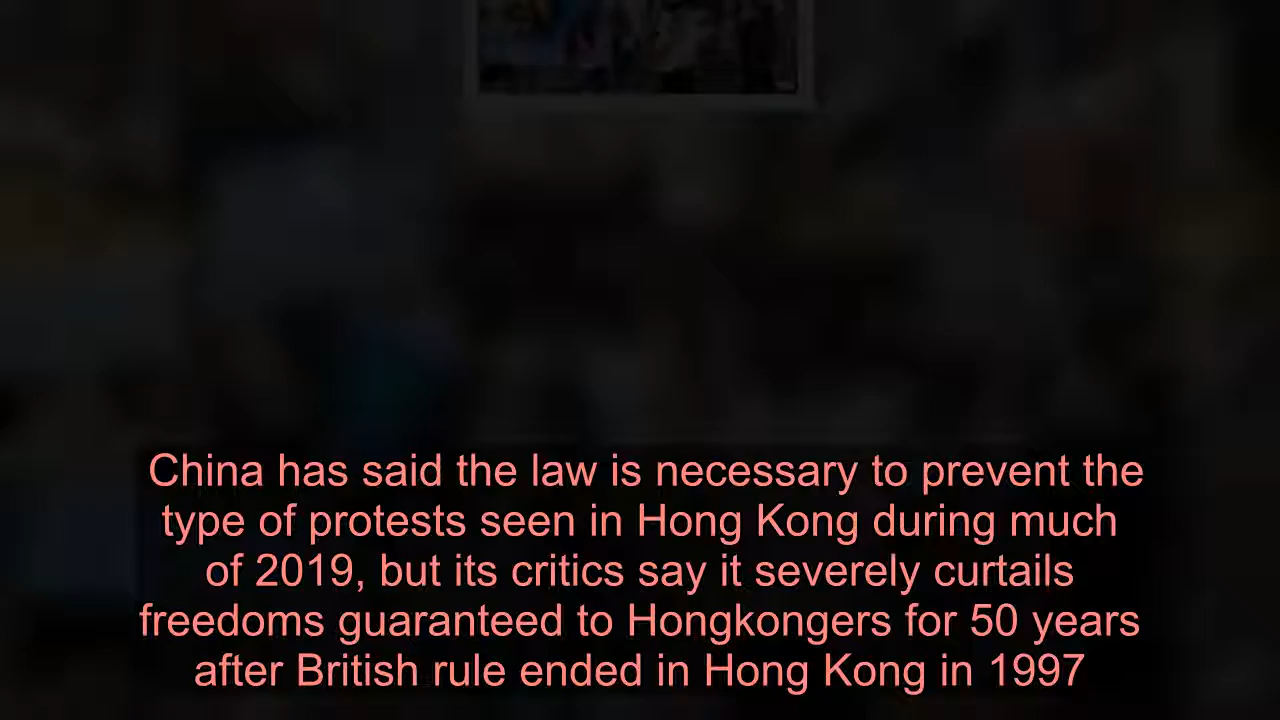 China has said the law is necessary to prevent the
type of protests seen in Hong Kong during much
of 2019, but its critics say it severely curtails
freedoms guaranteed to Hongkongers for 50 years
after British rule ended in Hong Kong in 1997